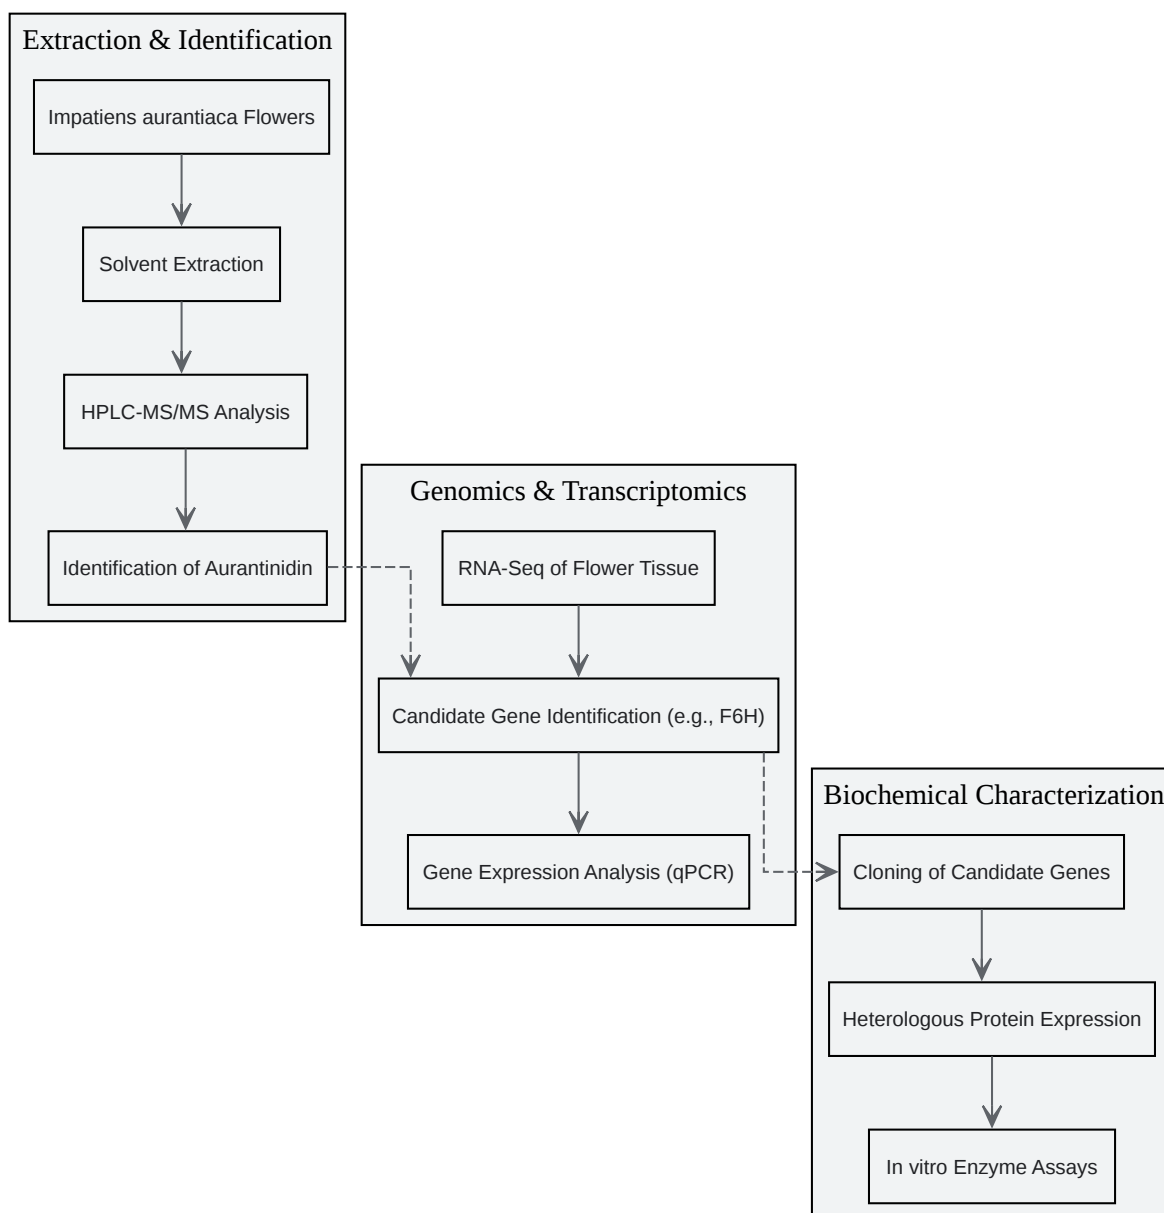 Extraction & Identification
Impatiens aurantiaca Flowers
Solvent Extraction
HPLC-MS/MS Analysis
Identification of Aurantinidin
Genomics & Transcriptomics
RNA-Seq of Flower Tissue
Candidate Gene Identification (e.g., F6H)
Gene Expression Analysis (qPCR)
Biochemical Characterization
Cloning of Candidate Genes
Heterologous Protein Expression
In vitro Enzyme Assays